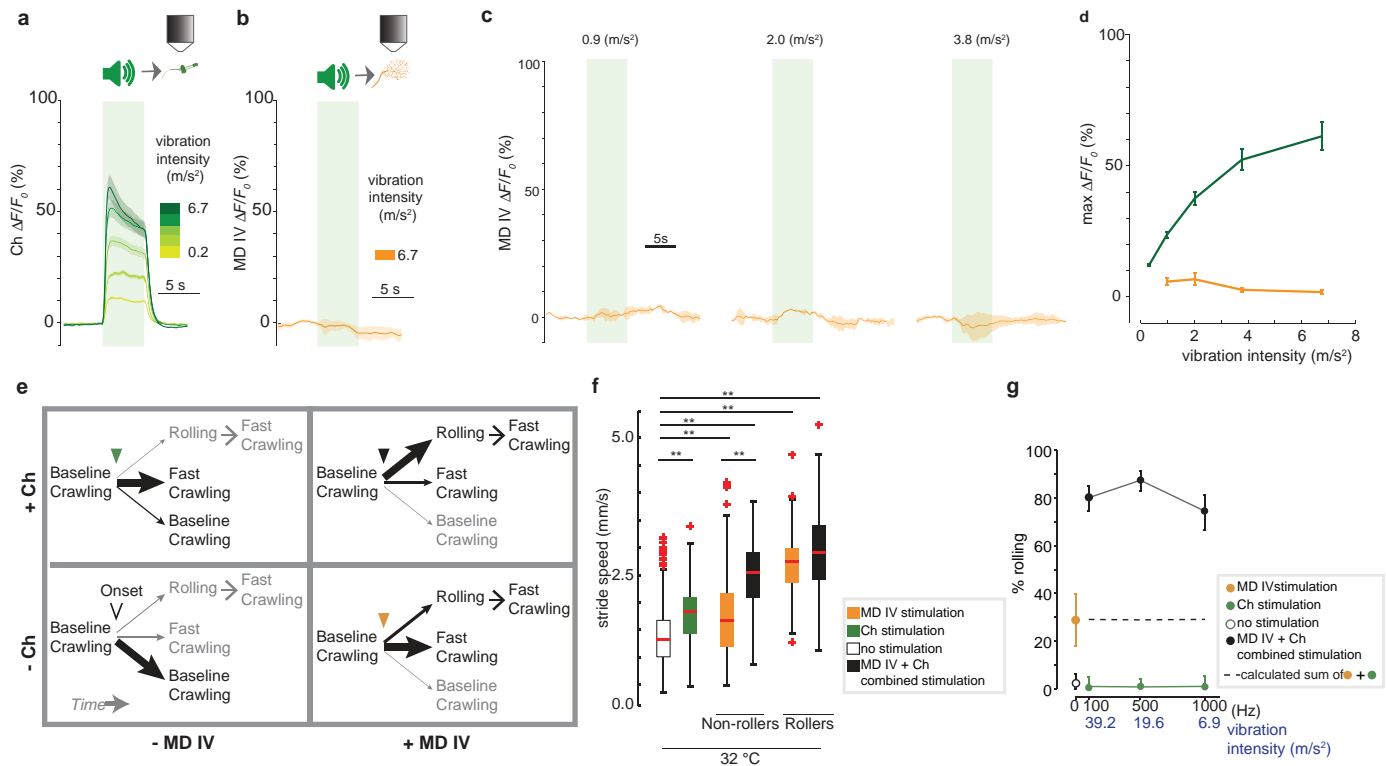 a
Ch ΔF/F0 (%)
100
50
0
vibration
intensity
(m/s²)
6.7
0.2
5 s
b
MD IV ΔF/F0 (%)
100
50
0
vibration
intensity
(m/s²)
6.7
5 s
c
0.9 (m/s²)
2.0 (m/s²)
3.8 (m/s²)
MD IV ΔF/F0 (%)
100
50
0
5s
d
max ΔF/F0 (%)
100
50
0
0 2 4 6 8
vibration intensity (m/s²)
e
+ Ch
Baseline
Crawling
Rolling
Fast
Crawling
Fast
Crawling
Baseline
Crawling
Baseline
Crawling
Rolling
Fast
Crawling
Fast
Crawling
Baseline
Crawling
- Ch
Onset
Baseline
Crawling
Rolling
Fast
Crawling
Fast
Crawling
Baseline
Crawling
Time
Baseline
Crawling
Rolling
Fast
Crawling
Fast
Crawling
Baseline
Crawling
- MD IV
+ MD IV
f
stride speed (mm/s)
5.0
2.5
0.0
**
**
**
**
** **
Non-rollers Rollers
32 °C
MD IV stimulation
Ch stimulation
no stimulation
MD IV + Ch
combined stimulation
g
% rolling
100
80
60
40
20
0
0 100 500 1000 (Hz)
39.2 19.6 6.9 vibration
intensity (m/s²)
MD IVstimulation
Ch stimulation
no stimulation
MD IV + Ch
combined stimulation
calculated sum of +